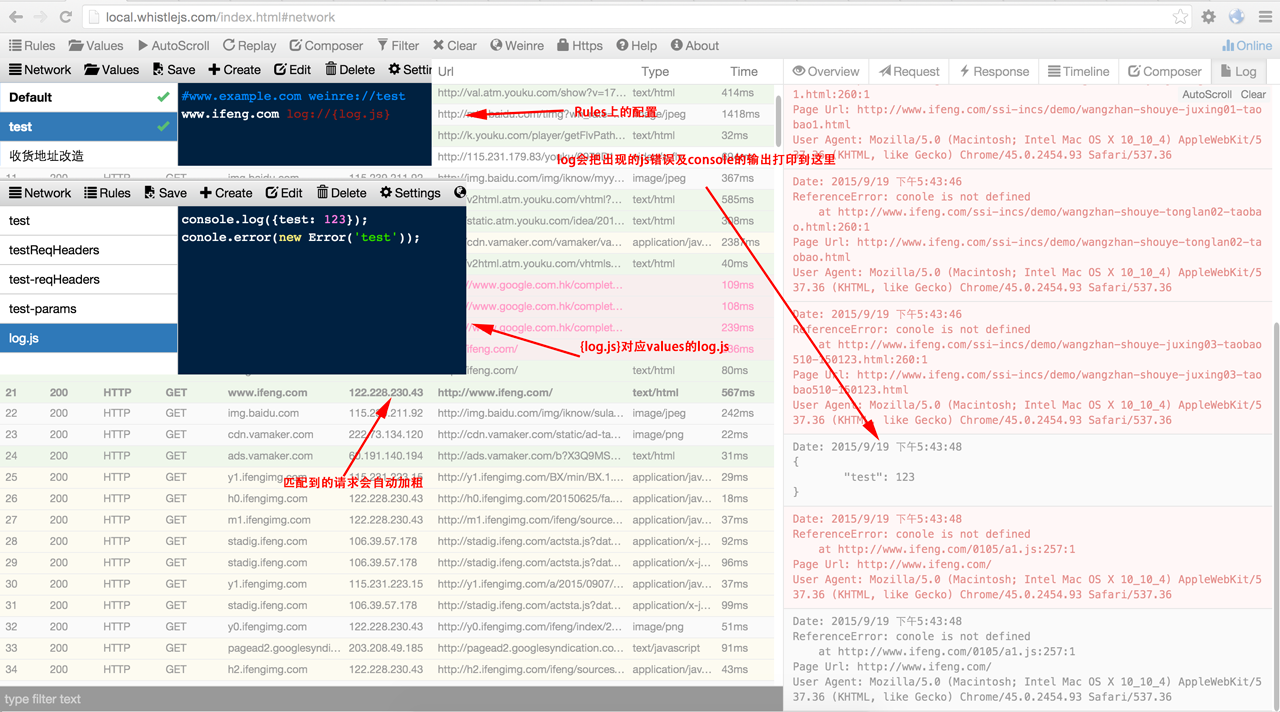 local.whistlejs.com/index.html#network
Rules Values AutoScroll Replay Composer Filter Clear Weinre Https Help About Online
Network Values Save Create Edit Delete
Default
test
收货地址改造
#www.example.com weinre://test
www.ifeng.com log://{log.js}
Network Rules Save Create Edit Delete Settings
test
testReqHeaders
test-reqHeaders
test-params
log.js
console.log({test: 123});
conole.error(new Error('test'));
Url Type Time
http://val.atm.youku.com/show?v=17... text/html 414ms
Rules上的配置
image/jpeg 1418ms
http://k.youku.com/player/getFlvPath... text/html 32ms
http://115.231.179.83/
log会把出现的js错误及console的输出打印到这里
http://img.baidu.com/img/iknow/myy... image/jpeg 367ms
v2html.atm.youku.com/vhtml?... text/html 585ms
static.atm.youku.com/idea/201... text/html
cdn.vamaker.com/vamaker/va... application/jav... 2387ms
v2html.atm.youku.com/vhtmls... text/html 40ms
//www.google.com.hk/complet... 109ms
//www.google.com.hk/complet... 108ms
//www.google.com.hk/complet... 239ms
{log.js}对应values的log.js
ifeng.com/
ifeng.com/ text/html 80ms
21 200 HTTP GET www.ifeng.com 122.228.230.43 http://www.ifeng.com/ text/html 567ms
22 200 HTTP GET img.baidu.com 115.231.211.92 http://img.baidu.com/img/iknow/sula... image/jpeg 242ms
23 200 HTTP GET cdn.vamaker.com 222.73.134.120 http://cdn.vamaker.com/static/ad-ta... image/png 22ms
24 200 HTTP GET ads.vamaker.com 60.191.140.194 http://ads.vamaker.com/b?X3Q9MS... text/html 31ms
25 200 HTTP GET y1.ifengimg.com 115.231.223.15 http://y1.ifengimg.com/BX/min/BX.1.... application/jav... 29ms
匹配到的请求会自动加粗
26 200 HTTP GET h0.ifengimg.com 122.228.230.43 http://h0.ifengimg.com/20150625/fa... application/jav... 18ms
27 200 HTTP GET m1.ifengimg.com 122.228.230.43 http://m1.ifengimg.com/ifeng/source... application/jav... 37ms
28 200 HTTP GET stadig.ifeng.com 106.39.57.178 http://stadig.ifeng.com/actsta.js?dat... application/x-j... 92ms
29 200 HTTP GET stadig.ifeng.com 106.39.57.178 http://stadig.ifeng.com/actsta.js?dat... application/x-j... 96ms
30 200 HTTP GET y1.ifengimg.com 115.231.223.15 http://y1.ifengimg.com/a/2015/0907/... application/jav... 37ms
31 200 HTTP GET stadig.ifeng.com 106.39.57.178 http://stadig.ifeng.com/actsta.js?dat... application/x-j... 99ms
32 200 HTTP GET y0.ifengimg.com 122.228.230.43 http://y0.ifengimg.com/ifeng/index/2... image/png 51ms
33 200 HTTP GET pagead2.googlesyndi... 203.208.49.185 http://pagead2.googlesyndication.co... text/javascript 91ms
34 200 HTTP GET h2.ifengimg.com 122.228.230.43 http://h2.ifengimg.com/ifeng/sources... application/jav... 43ms
type filter text
Overview Request Response Timeline Composer Log
AutoScroll Clear
1.html:260:1
Page Url: http://www.ifeng.com/ssi-incs/demo/wangzhan-shouye-juxing01-tao
bao1.html
User Agent: Mozilla/5.0 (Macintosh; Intel Mac OS X 10_10_4) AppleWebKit/5
37.36 (KHTML, like Gecko) Chrome/45.0.2454.93 Safari/537.36
Date: 2015/9/19 下午5:43:46
ReferenceError: conole is not defined
at http://www.ifeng.com/ssi-incs/demo/wangzhan-shouye-tonglan02-taoba
o.html:260:1
Page Url: http://www.ifeng.com/ssi-incs/demo/wangzhan-shouye-tonglan02-ta
obao.html
User Agent: Mozilla/5.0 (Macintosh; Intel Mac OS X 10_10_4) AppleWebKit/5
37.36 (KHTML, like Gecko) Chrome/45.0.2454.93 Safari/537.36
Date: 2015/9/19 下午5:43:46
ReferenceError: conole is not defined
at http://www.ifeng.com/ssi-incs/demo/wangzhan-shouye-juxing03-taobao
510-150123.html:260:1
Page Url: http://www.ifeng.com/ssi-incs/demo/wangzhan-shouye-juxing03-tao
bao510-150123.html
User Agent: Mozilla/5.0 (Macintosh; Intel Mac OS X 10_10_4) AppleWebKit/5
37.36 (KHTML, like Gecko) Chrome/45.0.2454.93 Safari/537.36
Date: 2015/9/19 下午5:43:48
{
"test": 123
}
Date: 2015/9/19 下午5:43:48
ReferenceError: conole is not defined
at http://www.ifeng.com/0105/a1.js:257:1
Page Url: http://www.ifeng.com/
User Agent: Mozilla/5.0 (Macintosh; Intel Mac OS X 10_10_4) AppleWebKit/5
37.36 (KHTML, like Gecko) Chrome/45.0.2454.93 Safari/537.36
Date: 2015/9/19 下午5:43:48
ReferenceError: conole is not defined
at http://www.ifeng.com/0105/a1.js:257:1
Page Url: http://www.ifeng.com/
User Agent: Mozilla/5.0 (Macintosh; Intel Mac OS X 10_10_4) AppleWebKit/5
37.36 (KHTML, like Gecko) Chrome/45.0.2454.93 Safari/537.36